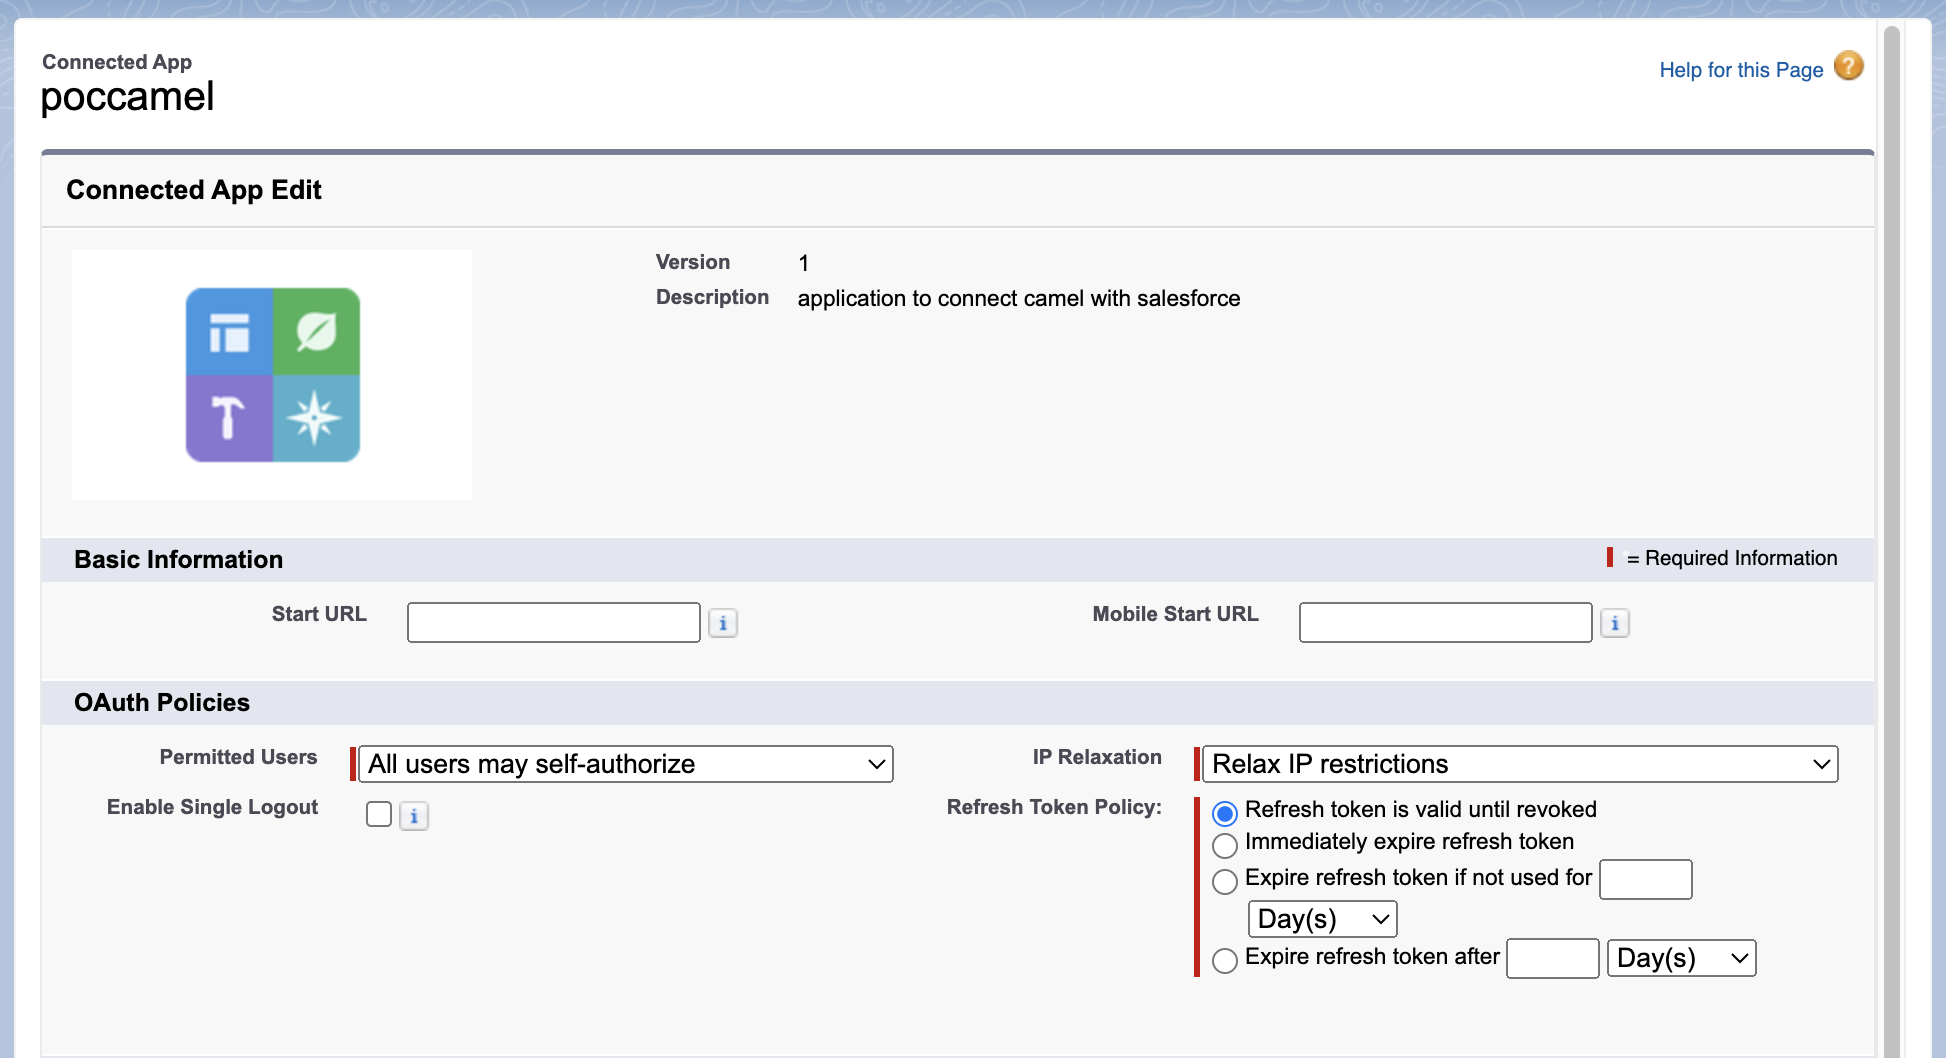 Connected App
poccamel
Help for this Page ?
Connected App Edit
Version 1
Description application to connect camel with salesforce
Basic Information
= Required Information
Start URL
i
Mobile Start URL
i
OAuth Policies
Permitted Users All users may self-authorize
IP Relaxation Relax IP restrictions
Enable Single Logout
i
Refresh Token Policy:
Refresh token is valid until revoked
Immediately expire refresh token
Expire refresh token if not used for
Day(s)
Expire refresh token after Day(s)